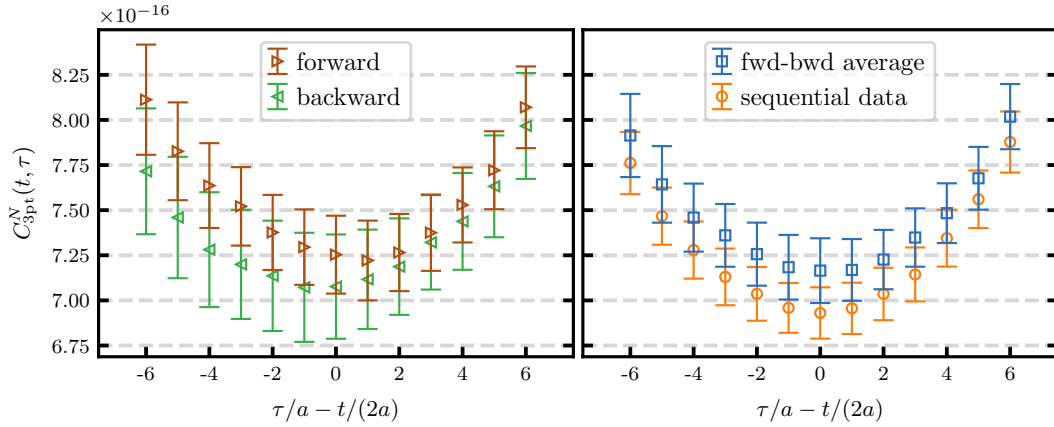 ×10−16
C_3pt^N(t, τ)
8.25
8.00
7.75
7.50
7.25
7.00
6.75
forward
backward
-6 -4 -2 0 2 4 6
τ/a − t/(2a)
fwd-bwd average
sequential data
-6 -4 -2 0 2 4 6
τ/a − t/(2a)